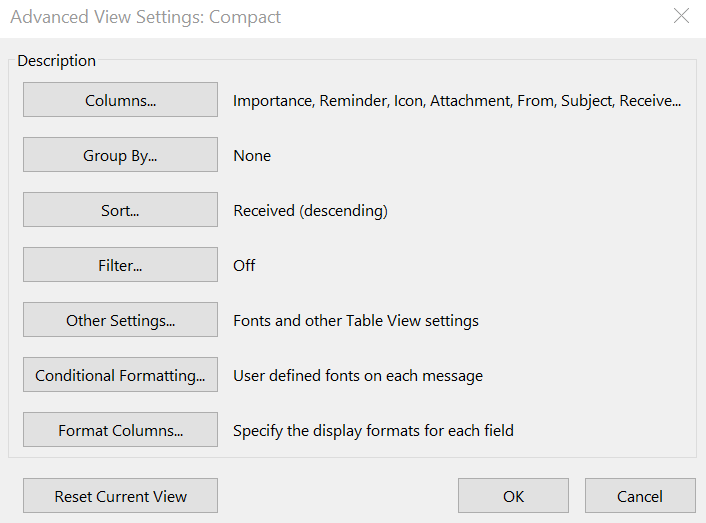 Advanced View Settings: Compact
Description
Columns... Importance, Reminder, Icon, Attachment, From, Subject, Receive...
Group By... None
Sort... Received (descending)
Filter... Off
Other Settings... Fonts and other Table View settings
Conditional Formatting... User defined fonts on each message
Format Columns... Specify the display formats for each field
Reset Current View OK Cancel